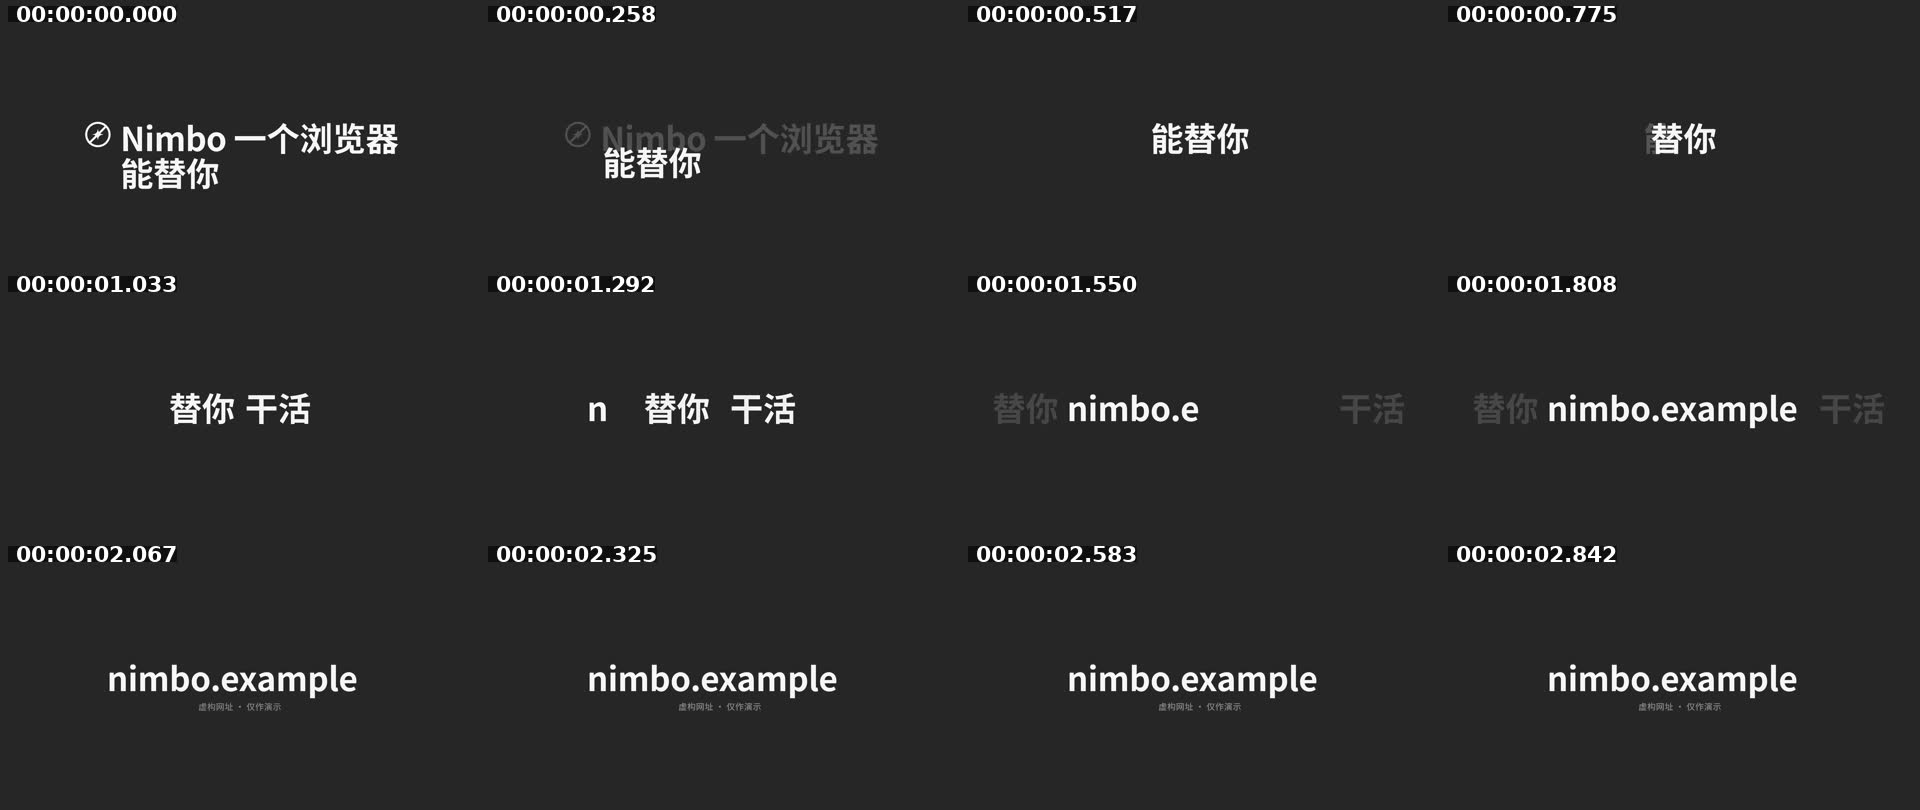 00:00:00.000
00:00:00.258
00:00:00.517
00:00:00.775
Nimbo 一个浏览器
能替你
Nimbo 一个浏览器
能替你
能替你
能替你
00:00:01.033
00:00:01.292
00:00:01.550
00:00:01.808
替你 干活
n 替你 干活
替你 nimbo.e 干活
替你 nimbo.example 干活
00:00:02.067
00:00:02.325
00:00:02.583
00:00:02.842
nimbo.example
虚构网址 · 仅作演示
nimbo.example
虚构网址 · 仅作演示
nimbo.example
虚构网址 · 仅作演示
nimbo.example
虚构网址 · 仅作演示